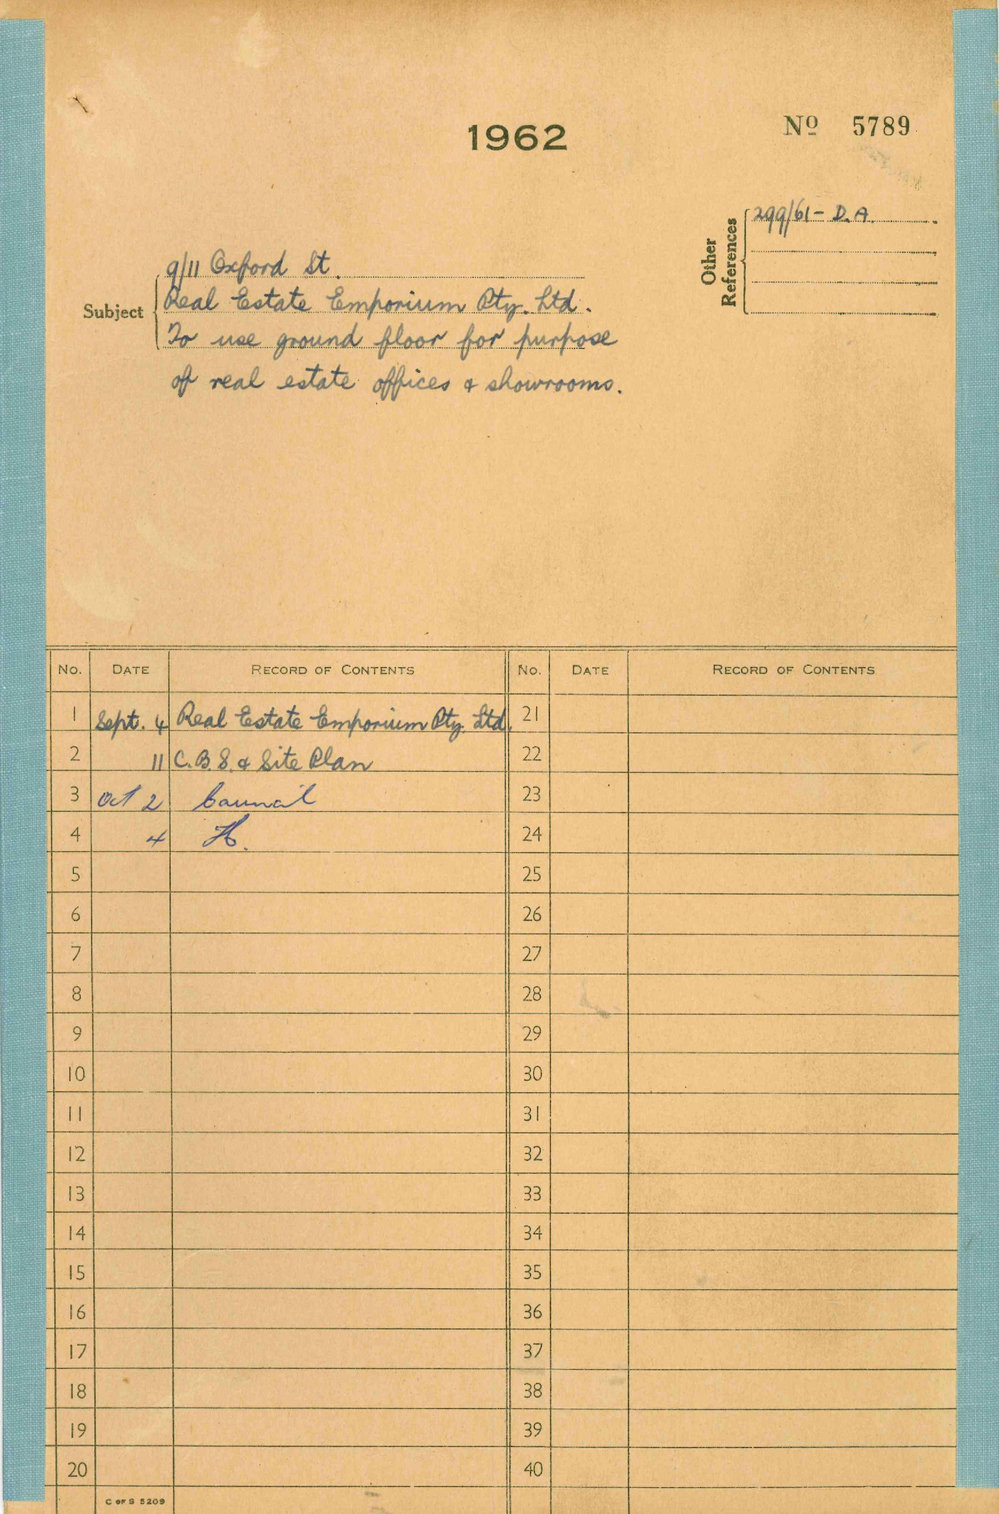 1962
Nº 5789
Other References
299/61 - D.A.
Subject
9/11 Oxford St.
Real Estate Emporium Pty. Ltd.
To use ground floor for purpose
of real estate offices & showrooms.
No. DATE RECORD OF CONTENTS No. DATE RECORD OF CONTENTS
1 Sept. 4 Real Estate Emporium Pty. Ltd. 21
2 11 C.B.S. & Site Plan 22
3 Oct 2 Council 23
4 4 24
5 25
6 26
7 27
8 28
9 29
10 30
11 31
12 32
13 33
14 34
15 35
16 36
17 37
18 38
19 39
20 40
C OF S 5209